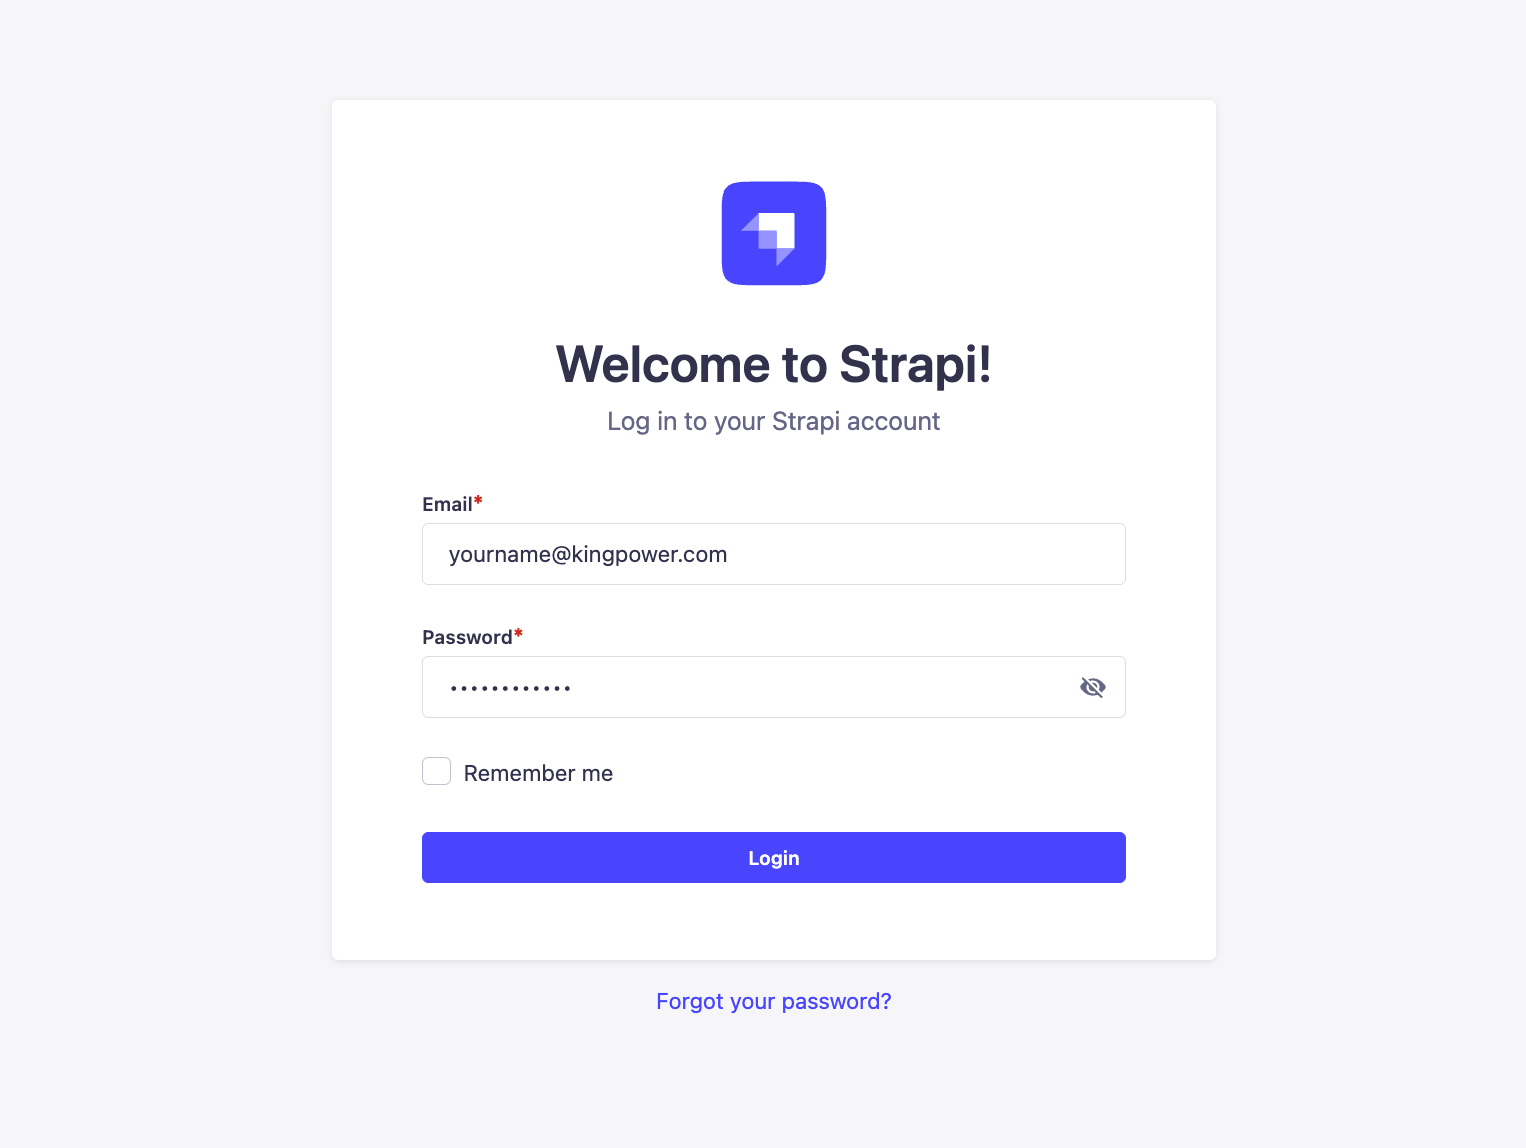 Welcome to Strapi!
Log in to your Strapi account
Email*
yourname@kingpower.com
Password*
••••••••••••
Remember me
Login
Forgot your password?